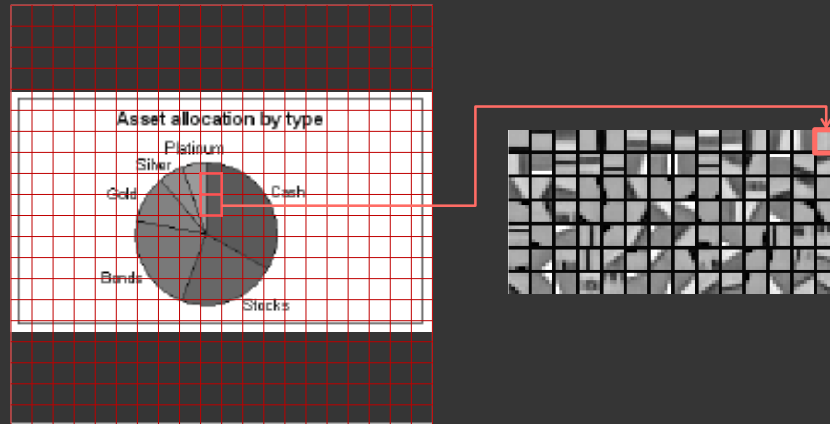 Asset allocation by type
Platinum
Silver
Cash
Gold
Bonds
Stocks